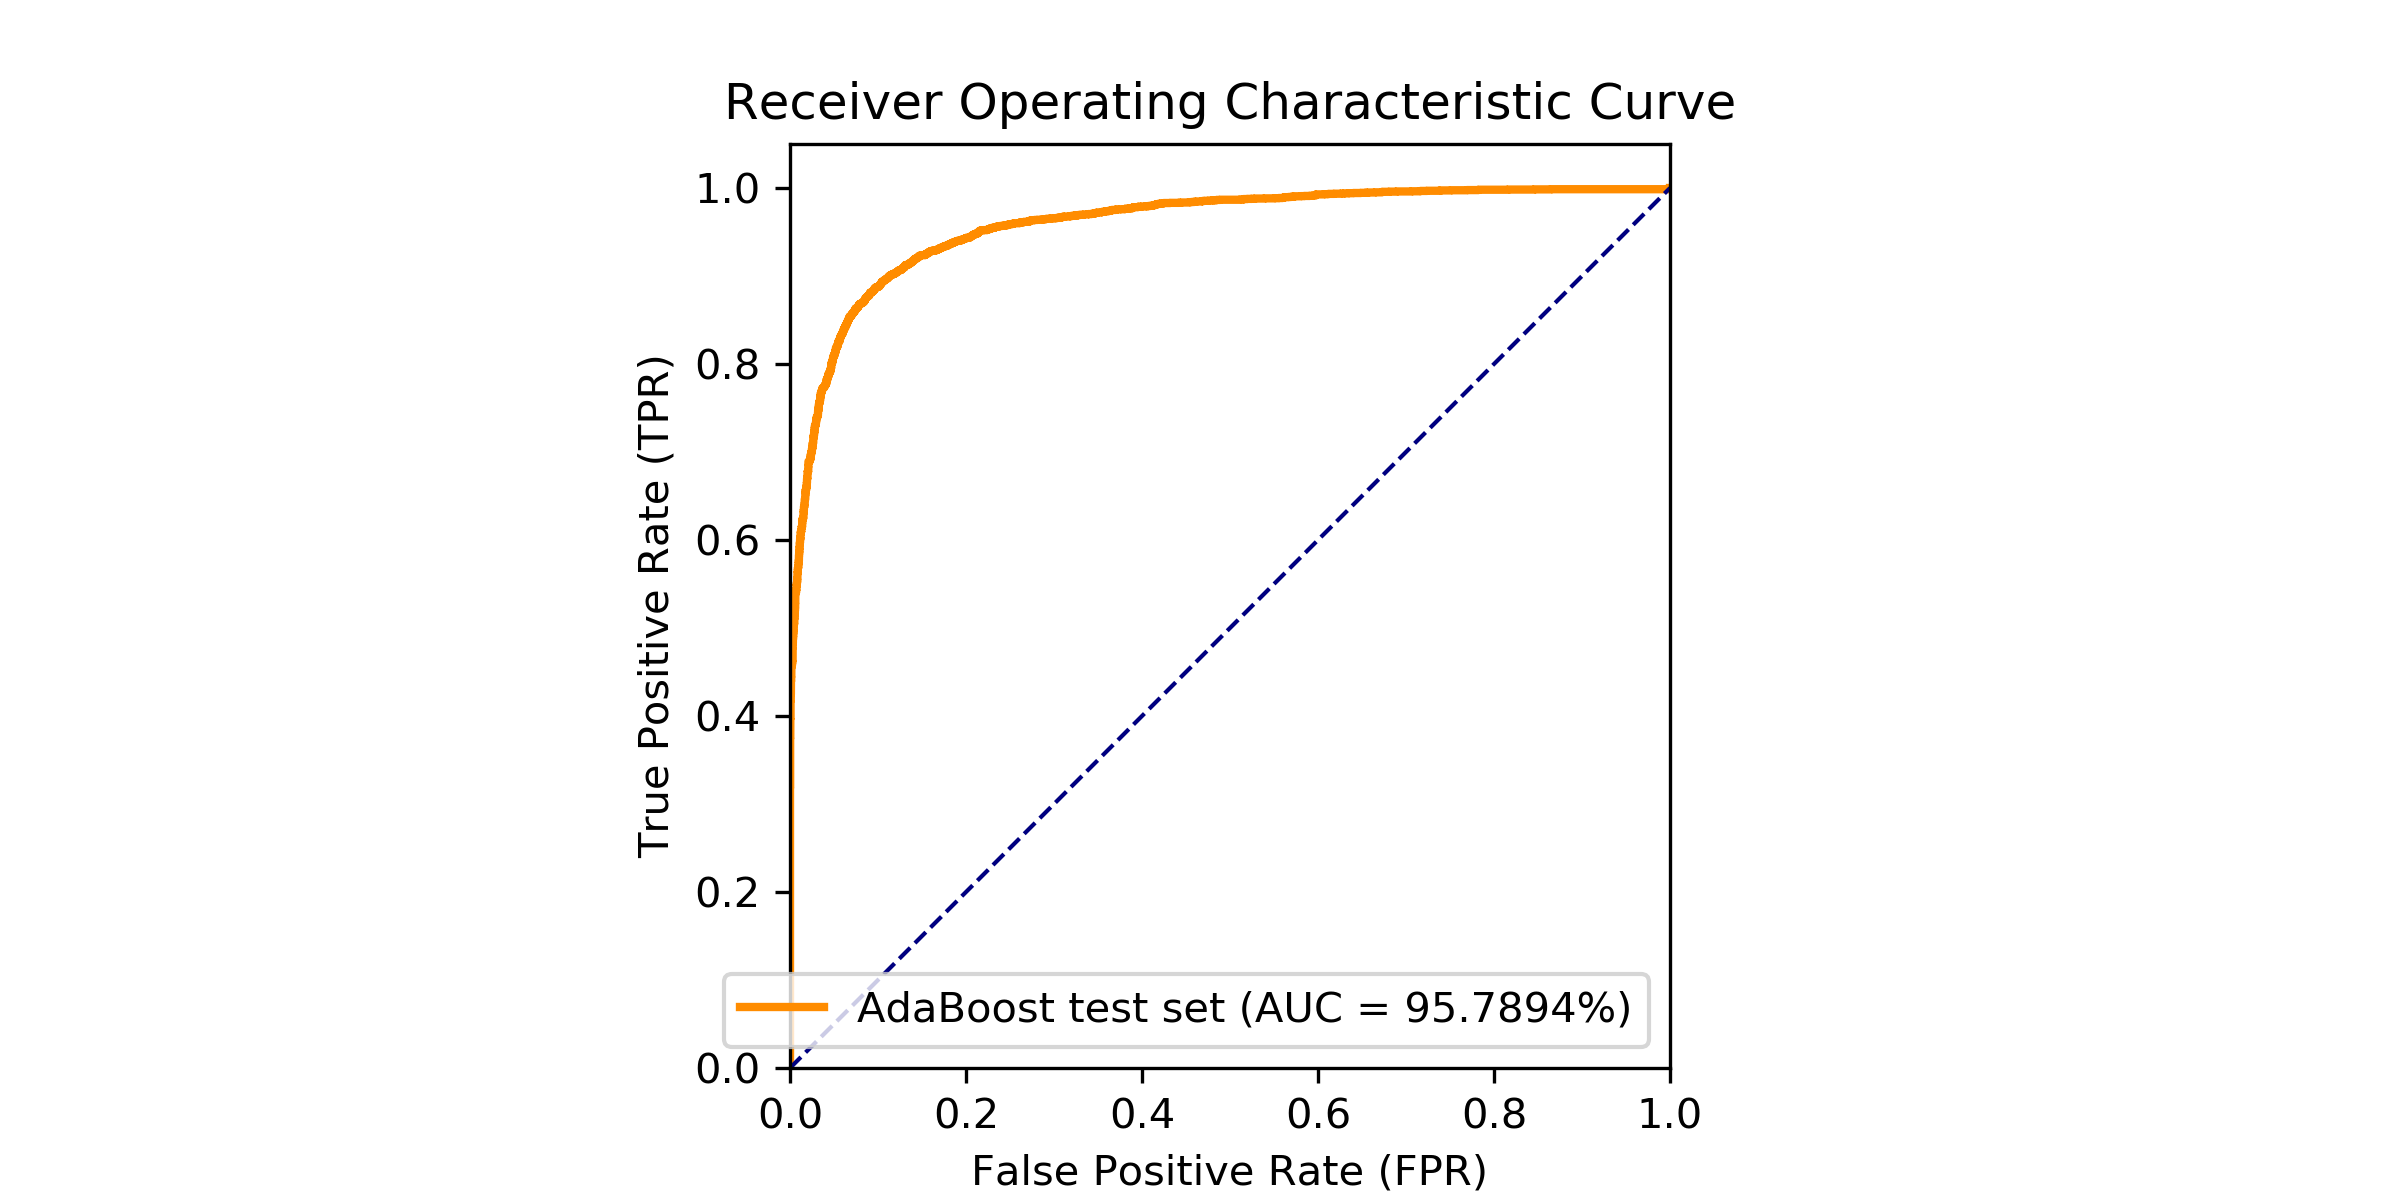 Receiver Operating Characteristic Curve
True Positive Rate (TPR)
1.0
0.8
0.6
0.4
0.2
0.0
AdaBoost test set (AUC = 95.7894%)
0.0 0.2 0.4 0.6 0.8 1.0
False Positive Rate (FPR)